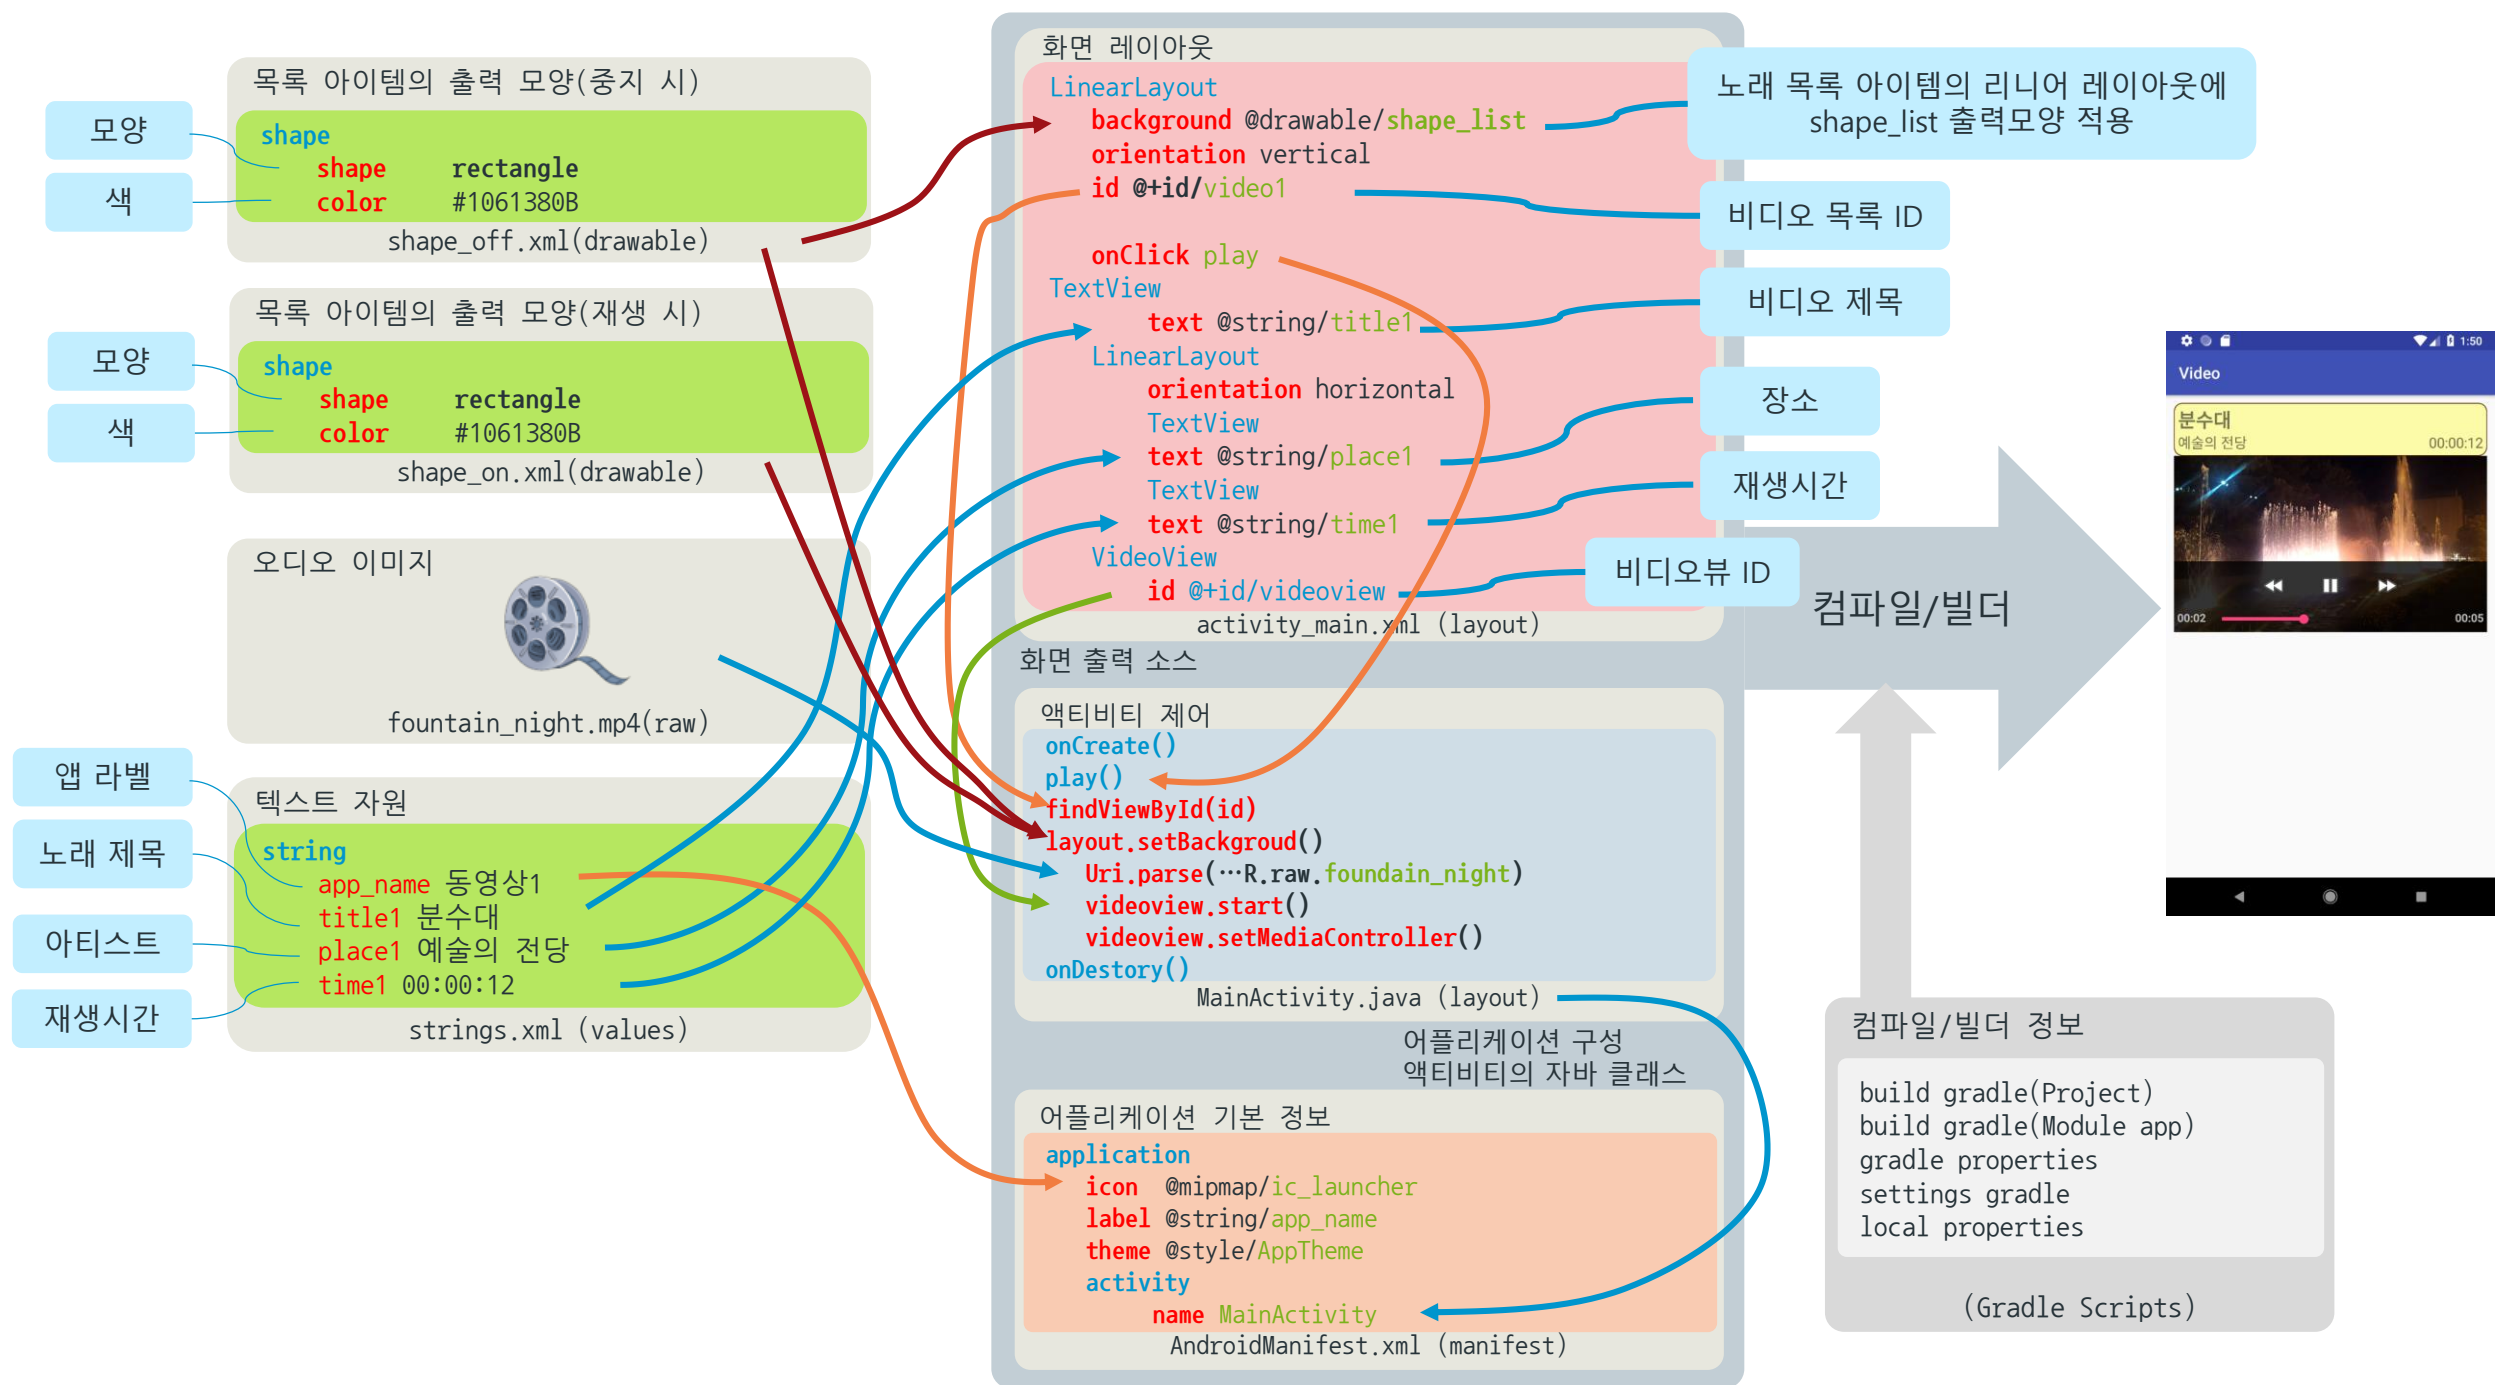 목록 아이템의 출력 모양(중지 시)
모양
색
shape
shape rectangle
color #1061380B
shape_off.xml(drawable)
목록 아이템의 출력 모양(재생 시)
모양
색
shape
shape rectangle
color #1061380B
shape_on.xml(drawable)
오디오 이미지
fountain_night.mp4(raw)
앱 라벨
노래 제목
아티스트
재생시간
텍스트 자원
string
app_name 동영상1
title1 분수대
place1 예술의 전당
time1 00:00:12
strings.xml (values)
화면 레이아웃
LinearLayout
background @drawable/shape_list
orientation vertical
id @+id/video1
onClick play
TextView
text @string/title1
LinearLayout
orientation horizontal
TextView
text @string/place1
TextView
text @string/time1
VideoView
id @+id/videoview
activity_main.xml (layout)
노래 목록 아이템의 리니어 레이아웃에
shape_list 출력모양 적용
비디오 목록 ID
비디오 제목
장소
재생시간
비디오뷰 ID
화면 출력 소스
액티비티 제어
onCreate()
play()
findViewById(id)
layout.setBackgroud()
Uri.parse(…R.raw.foundain_night)
videoview.start()
videoview.setMediaController()
onDestory()
MainActivity.java (layout)
어플리케이션 구성
액티비티의 자바 클래스
어플리케이션 기본 정보
application
icon @mipmap/ic_launcher
label @string/app_name
theme @style/AppTheme
activity
name MainActivity
AndroidManifest.xml (manifest)
컴파일/빌더
컴파일/빌더 정보
build gradle(Project)
build gradle(Module app)
gradle properties
settings gradle
local properties
(Gradle Scripts)
1:50
Video
분수대
예술의 전당 00:00:12
00:02 00:05